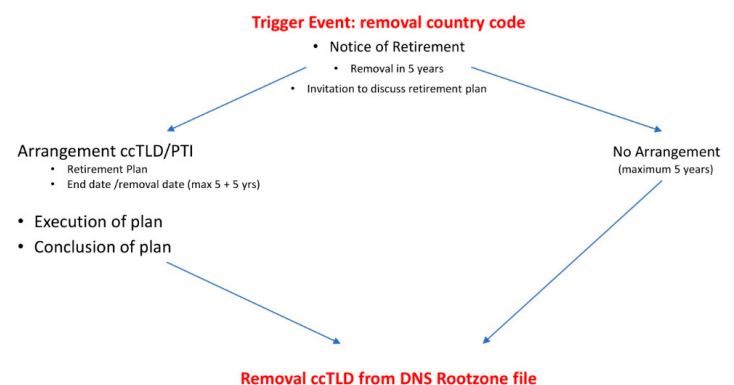 Trigger Event: removal country code
• Notice of Retirement
• Removal in 5 years
• Invitation to discuss retirement plan
Arrangement ccTLD/PTI
• Retirement Plan
• End date /removal date (max 5 + 5 yrs)
• Execution of plan
• Conclusion of plan
No Arrangement
(maximum 5 years)
Removal ccTLD from DNS Rootzone file